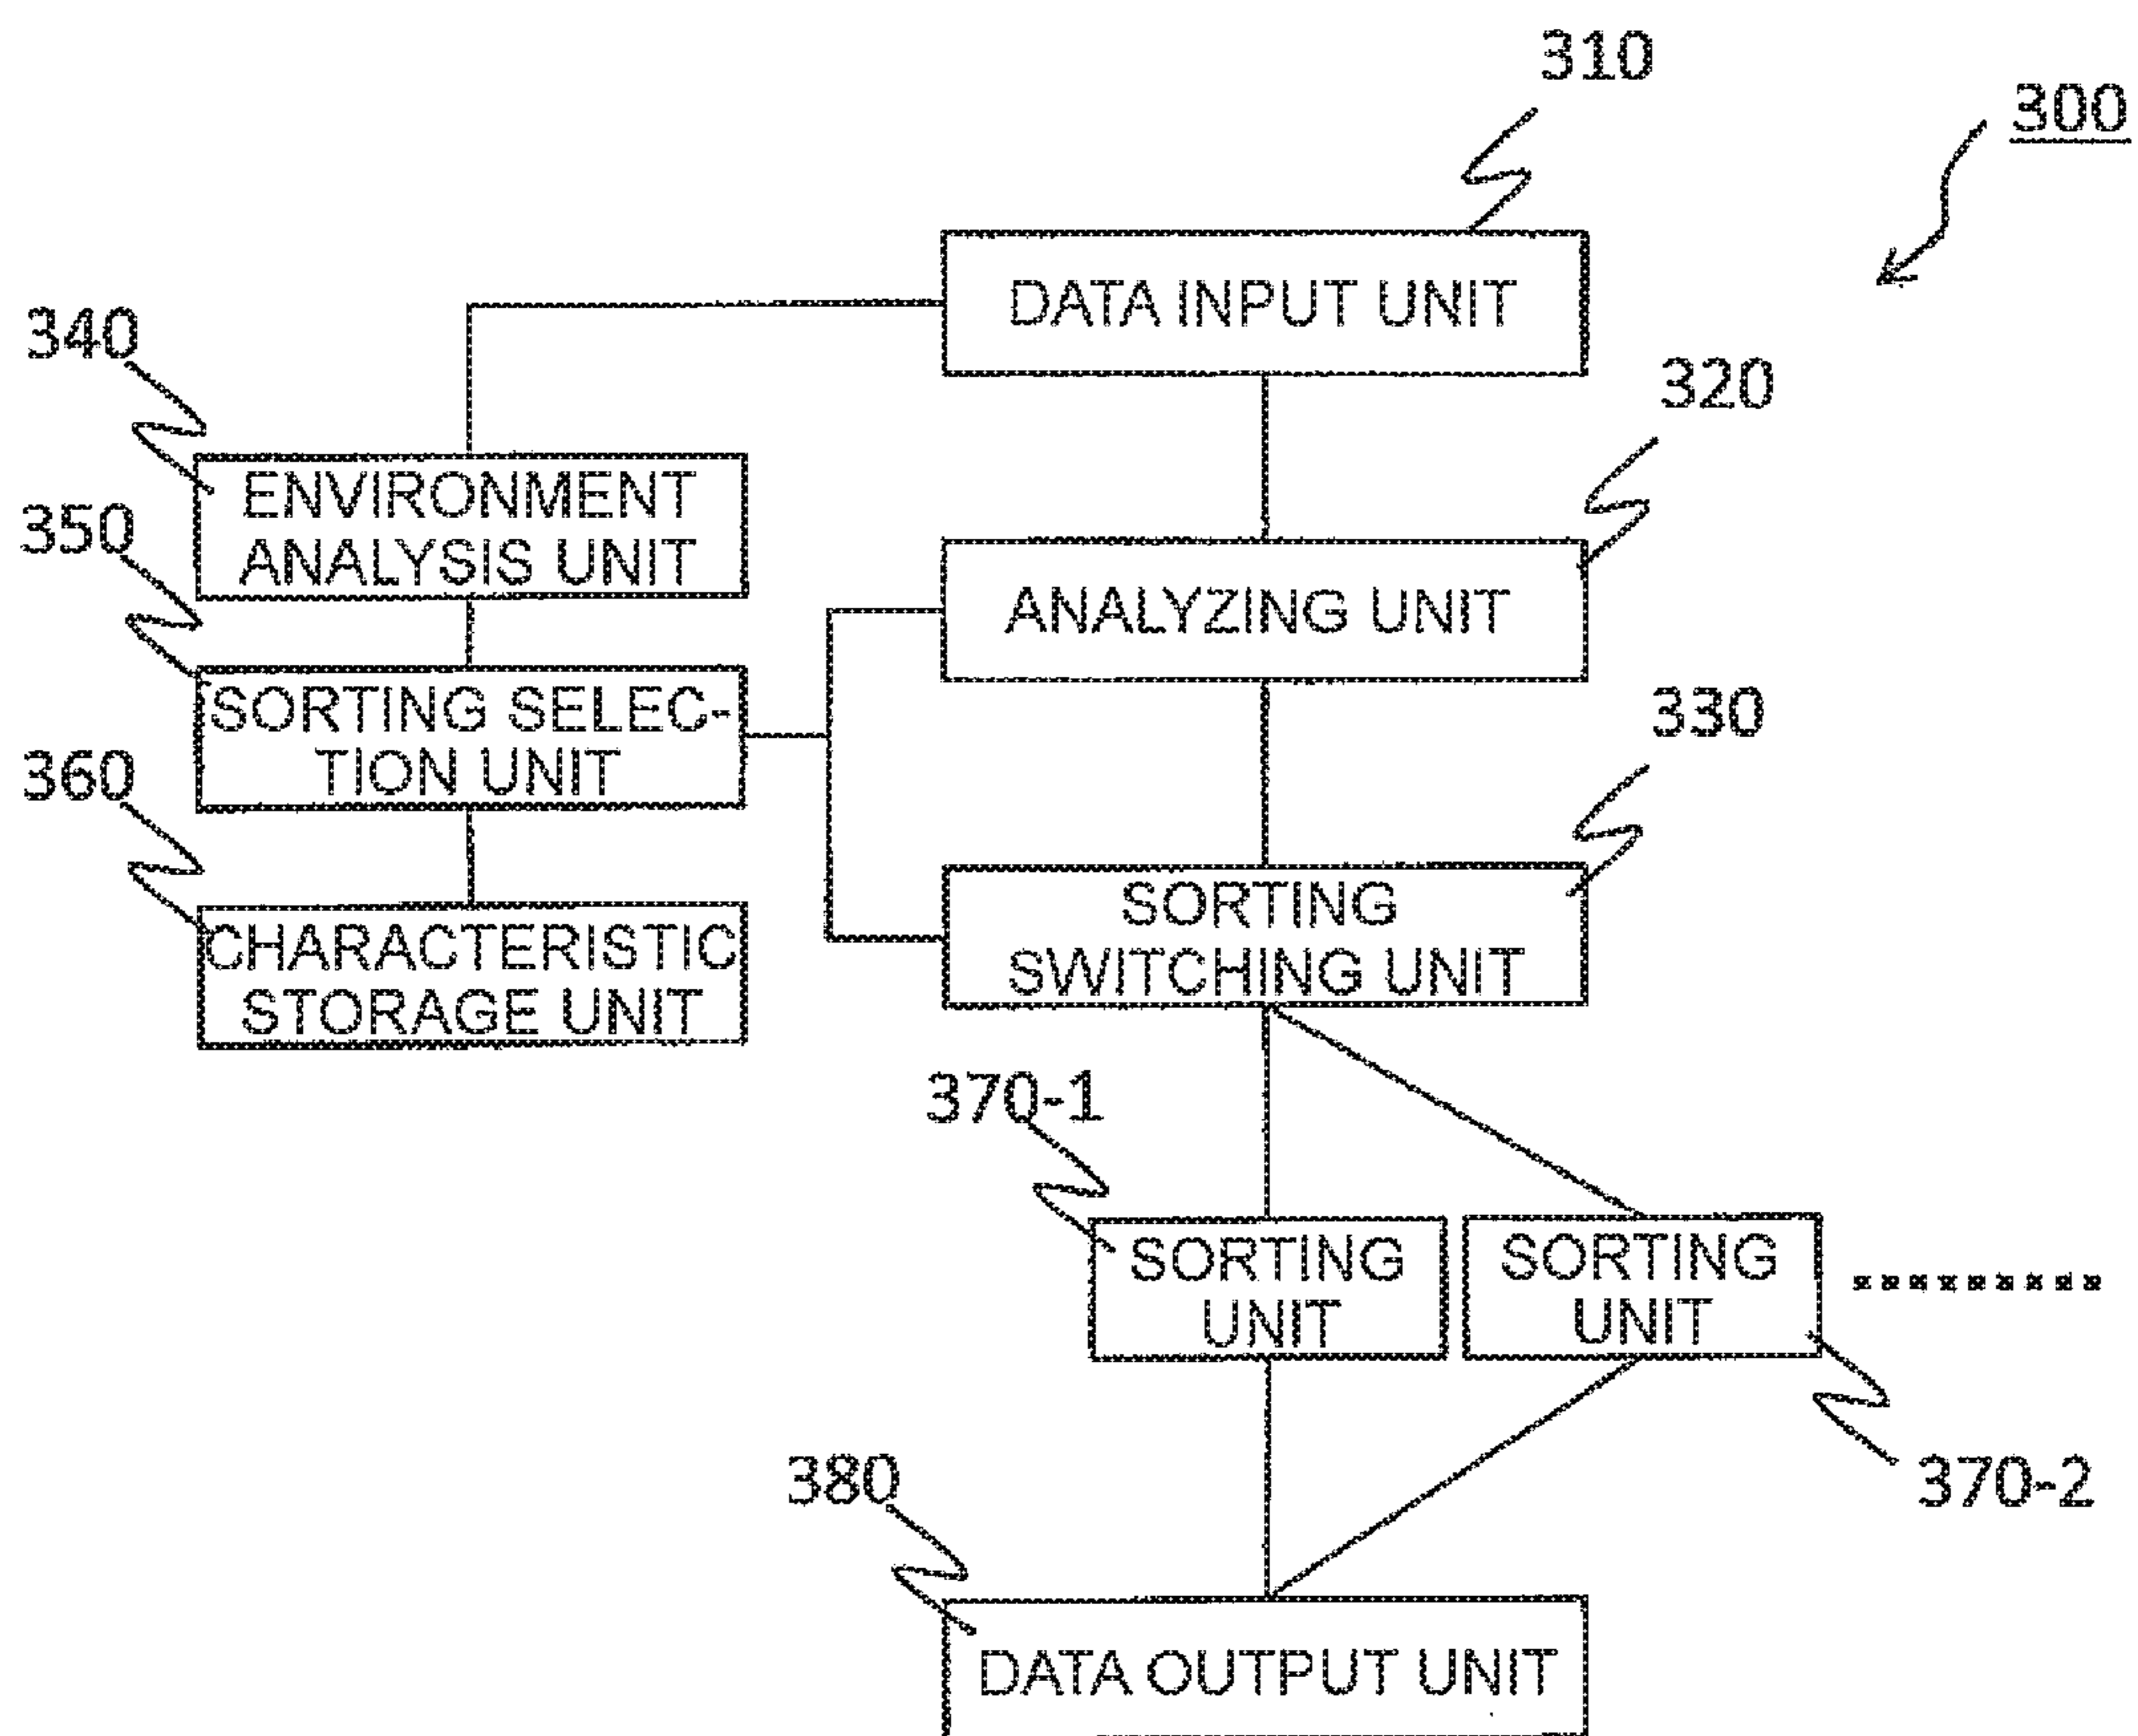 310
300
DATA INPUT UNIT
340
320
ENVIRONMENT
ANALYSIS UNIT
350
ANALYZING UNIT
SORTING SELEC-
TION UNIT
330
360
SORTING
SWITCHING UNIT
CHARACTERISTIC
STORAGE UNIT
370-1
SORTING
UNIT
SORTING
UNIT
370-2
380
DATA OUTPUT UNIT